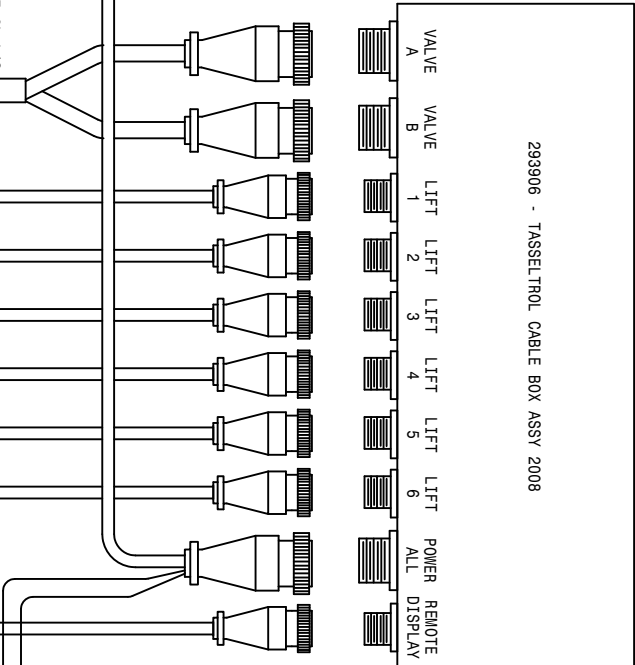 293906 - TASSELTROL CABLE BOX ASSY 2008
VALVE
A
VALVE
B
LIFT
1
LIFT
2
LIFT
3
LIFT
4
LIFT
5
LIFT
6
POWER
ALL
REMOTE
DISPLAY